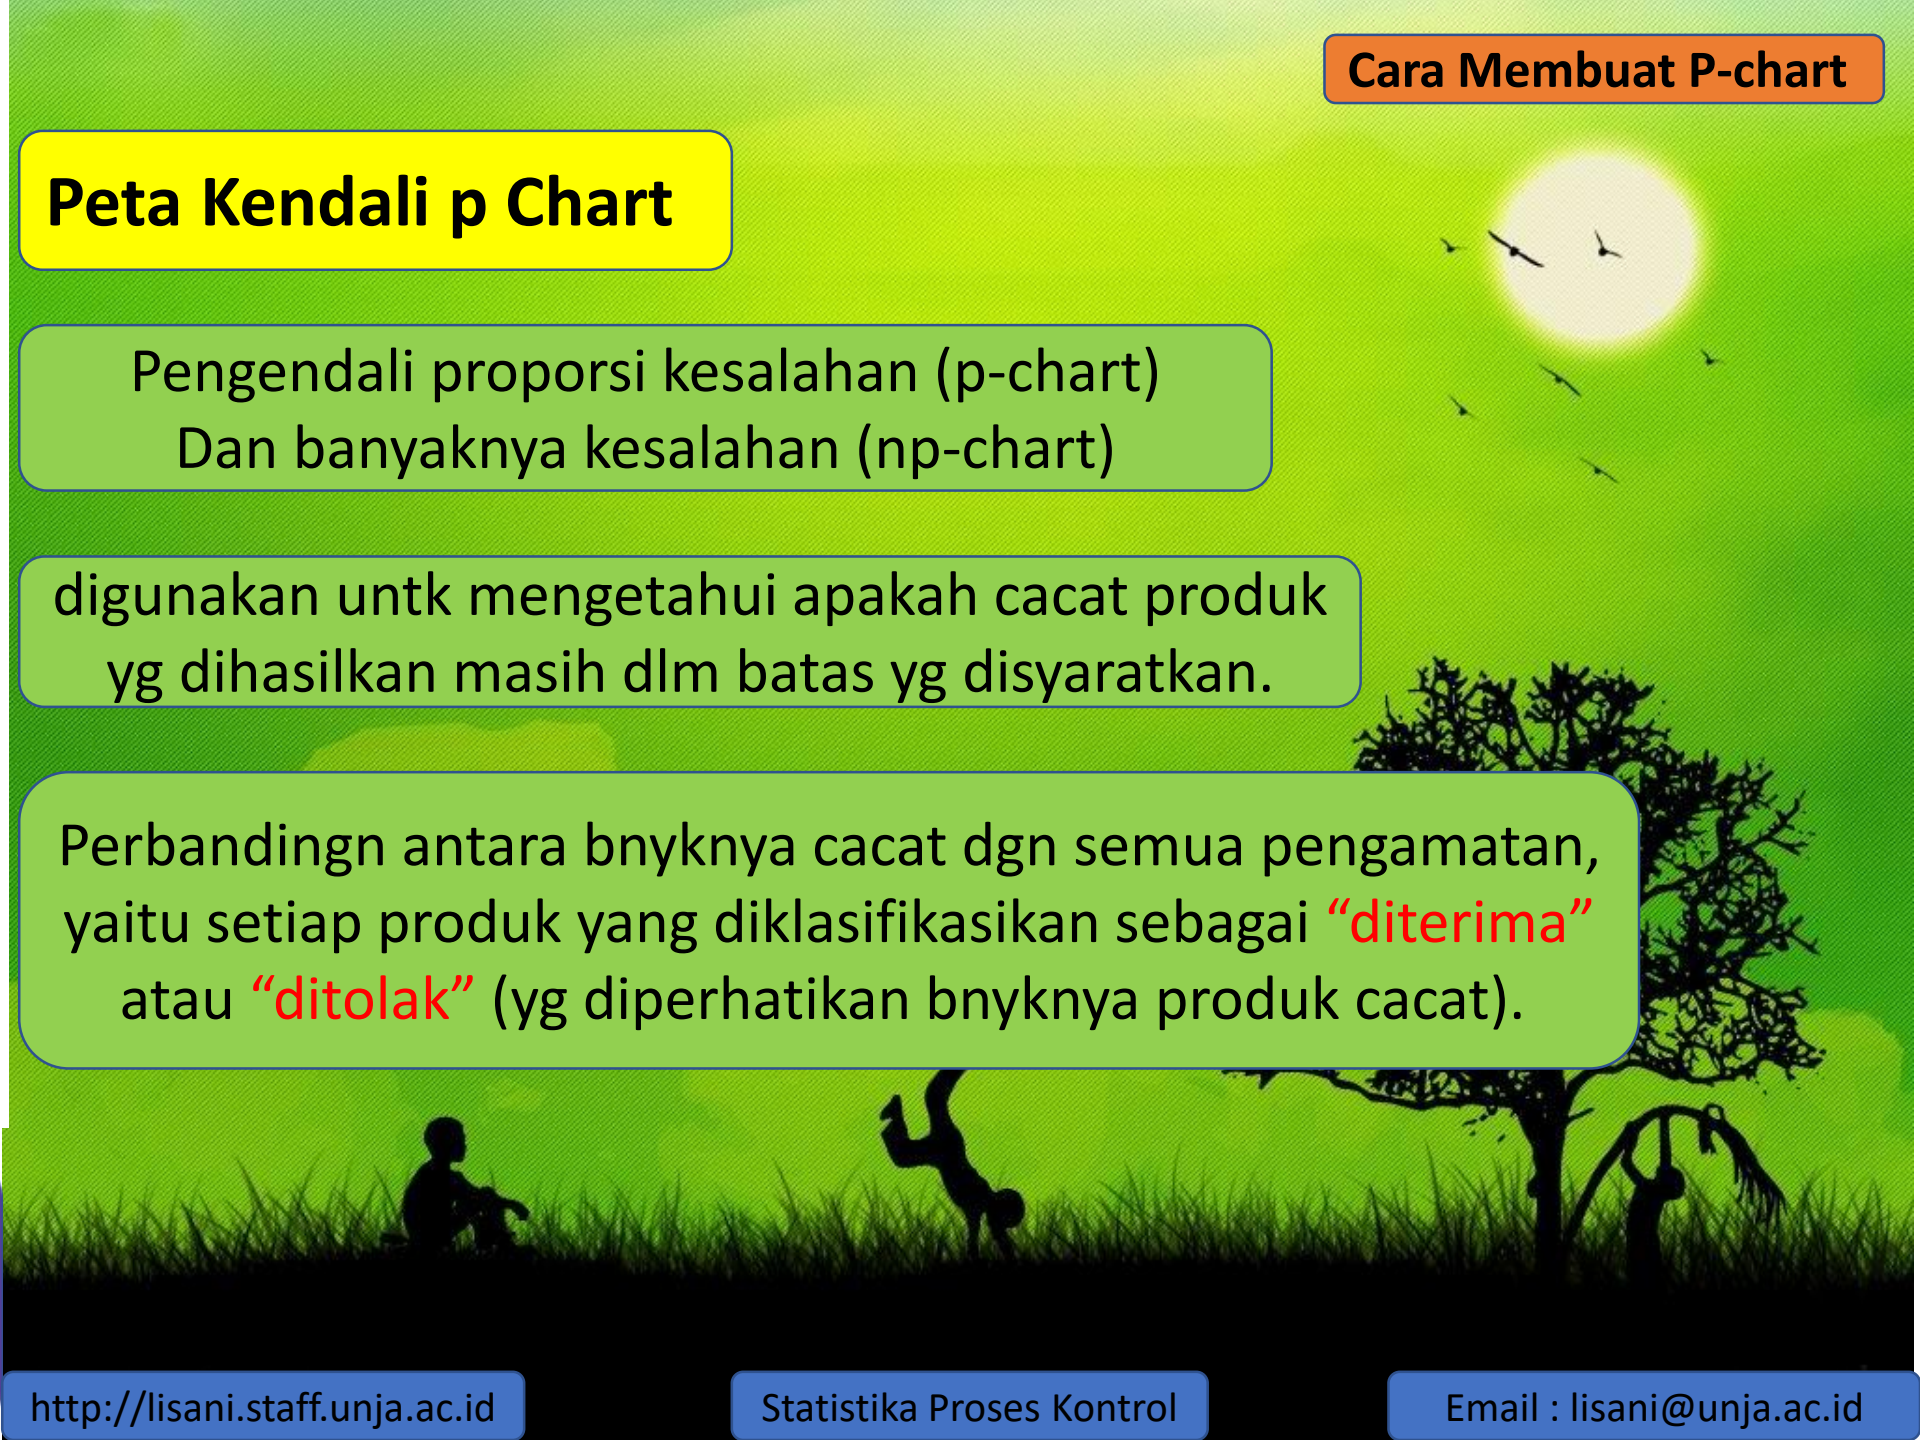 Cara Membuat P-chart
Peta Kendali p Chart
Pengendali proporsi kesalahan (p-chart)
Dan banyaknya kesalahan (np-chart)
digunakan untk mengetahui apakah cacat produk
yg dihasilkan masih dlm batas yg disyaratkan.
Perbandingn antara bnyknya cacat dgn semua pengamatan,
yaitu setiap produk yang diklasifikasikan sebagai “diterima”
atau “ditolak” (yg diperhatikan bnyknya produk cacat).
http://lisani.staff.unja.ac.id
Statistika Proses Kontrol
Email : lisani@unja.ac.id